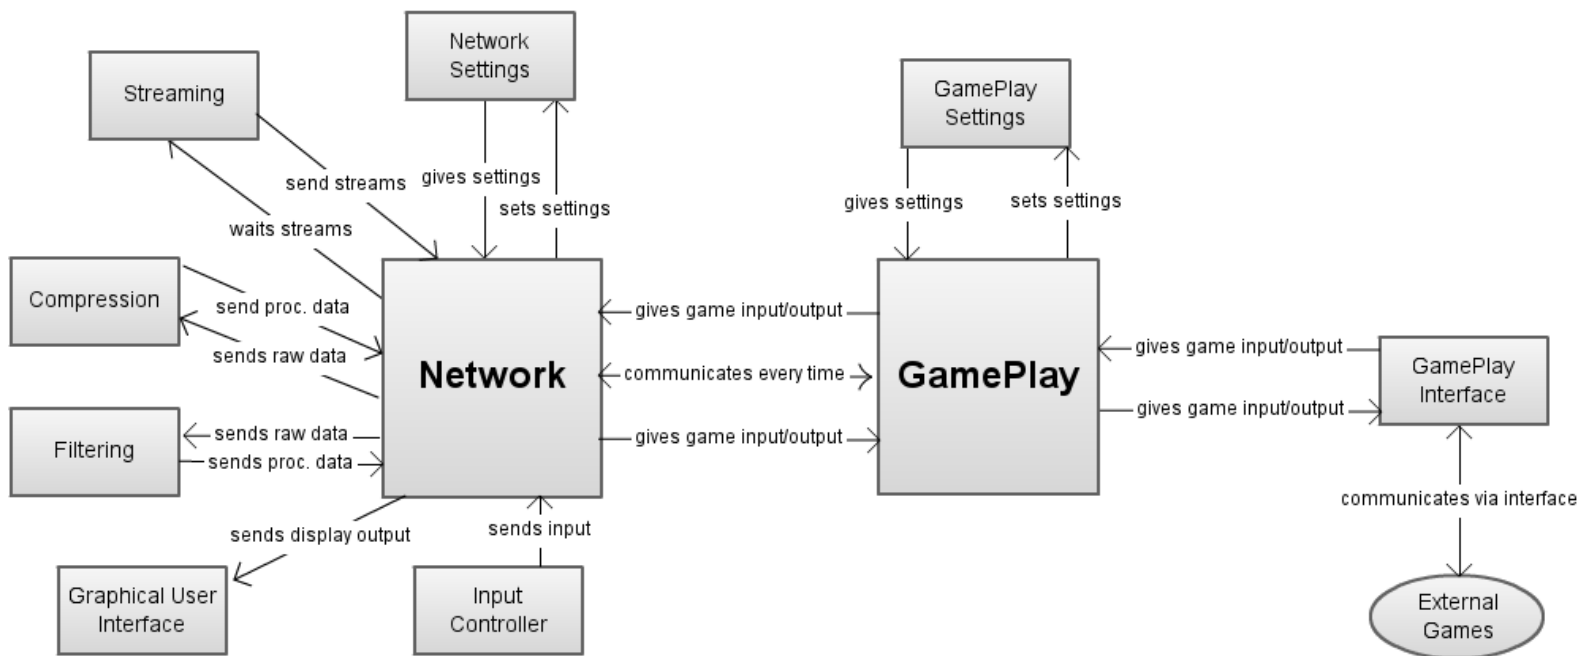 Network
Settings
Streaming
GamePlay
Settings
send streams
gives settings
sets settings
gives settings
sets settings
waits streams
Compression
send proc. data
sends raw data
gives game input/output
gives game input/output
Network
communicates every time
GamePlay
GamePlay
Interface
gives game input/output
gives game input/output
Filtering
sends raw data
sends proc. data
communicates via interface
sends display output
sends input
Graphical User
Interface
Input
Controller
External
Games